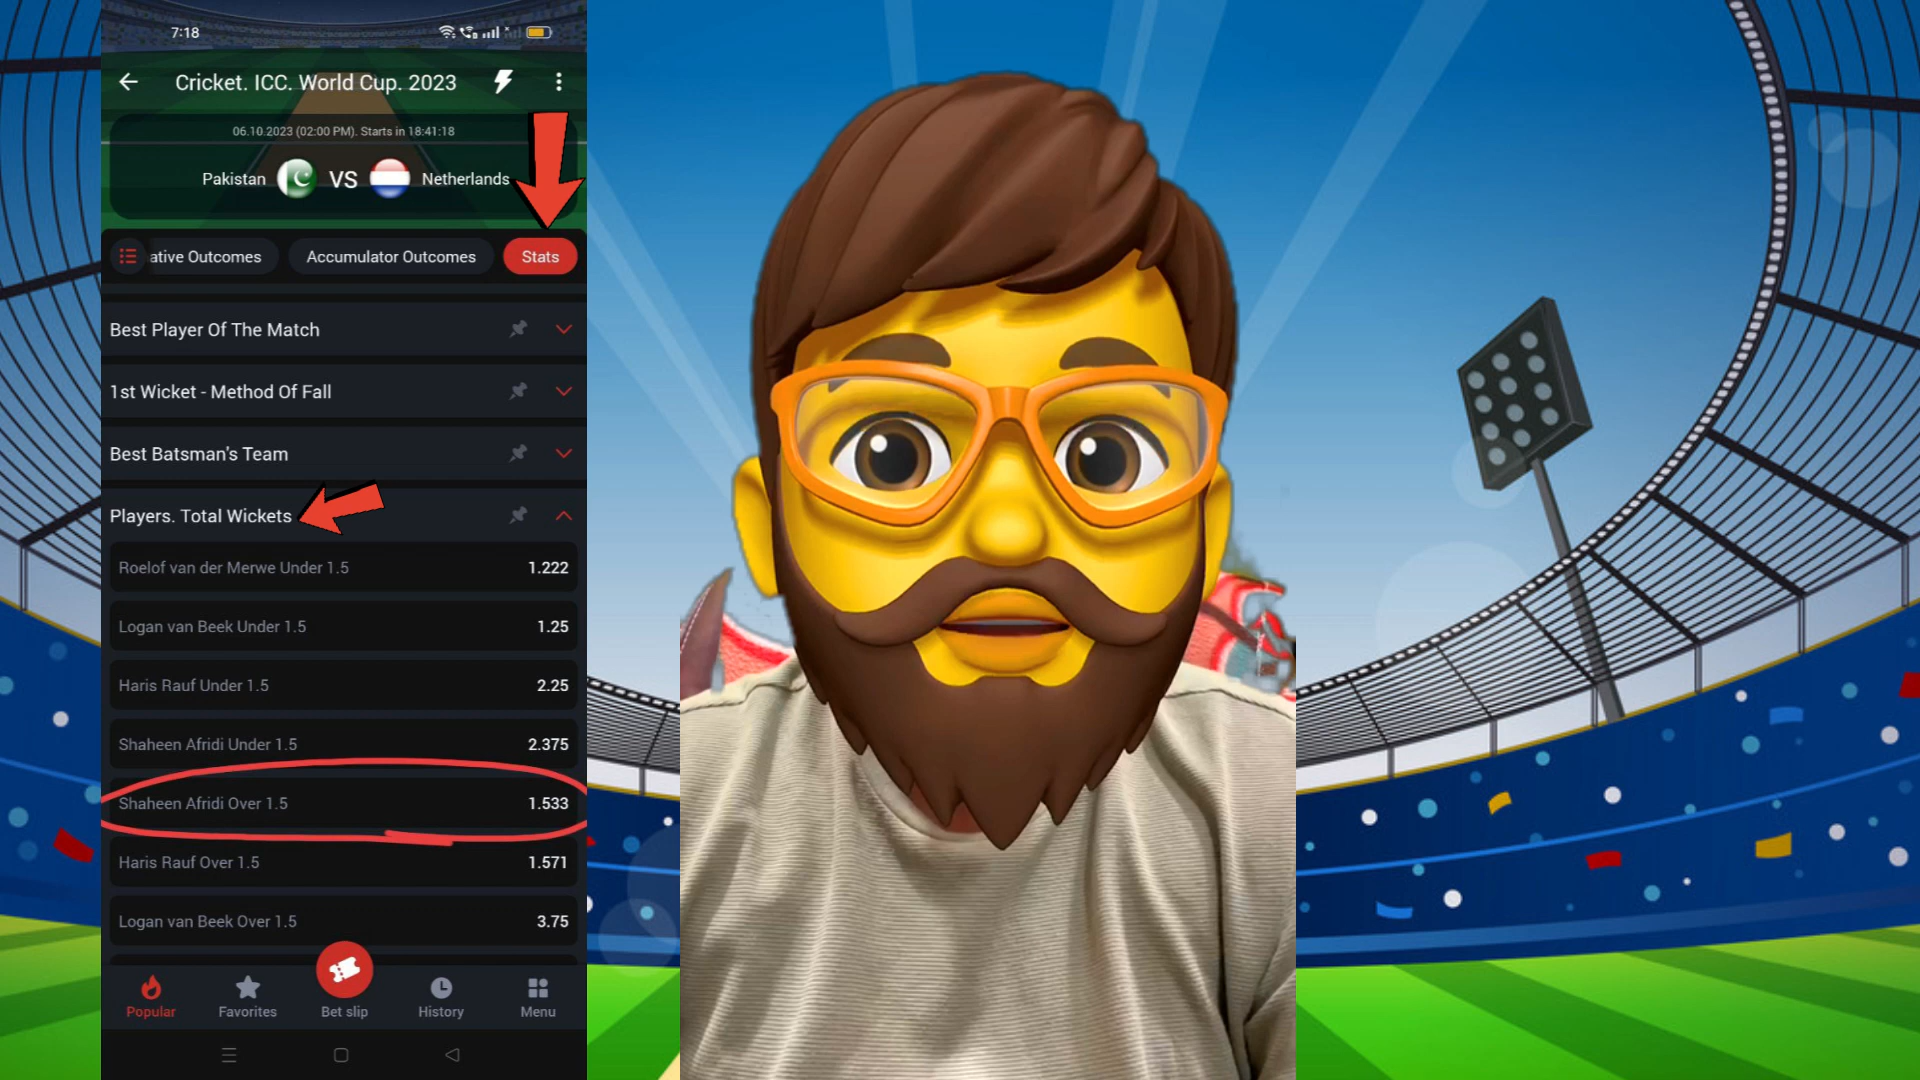 7:18
Cricket. ICC. World Cup. 2023
06.10.2023 (02:00 PM). Starts in 18:41:18
Pakistan VS Netherlands
ative Outcomes Accumulator Outcomes Stats
Best Player Of The Match
1st Wicket - Method Of Fall
Best Batsman's Team
Players. Total Wickets
Roelof van der Merwe Under 1.5 1.222
Logan van Beek Under 1.5 1.25
Haris Rauf Under 1.5 2.25
Shaheen Afridi Under 1.5 2.375
Shaheen Afridi Over 1.5 1.533
Haris Rauf Over 1.5 1.571
Logan van Beek Over 1.5 3.75
Popular Favorites Bet slip History Menu